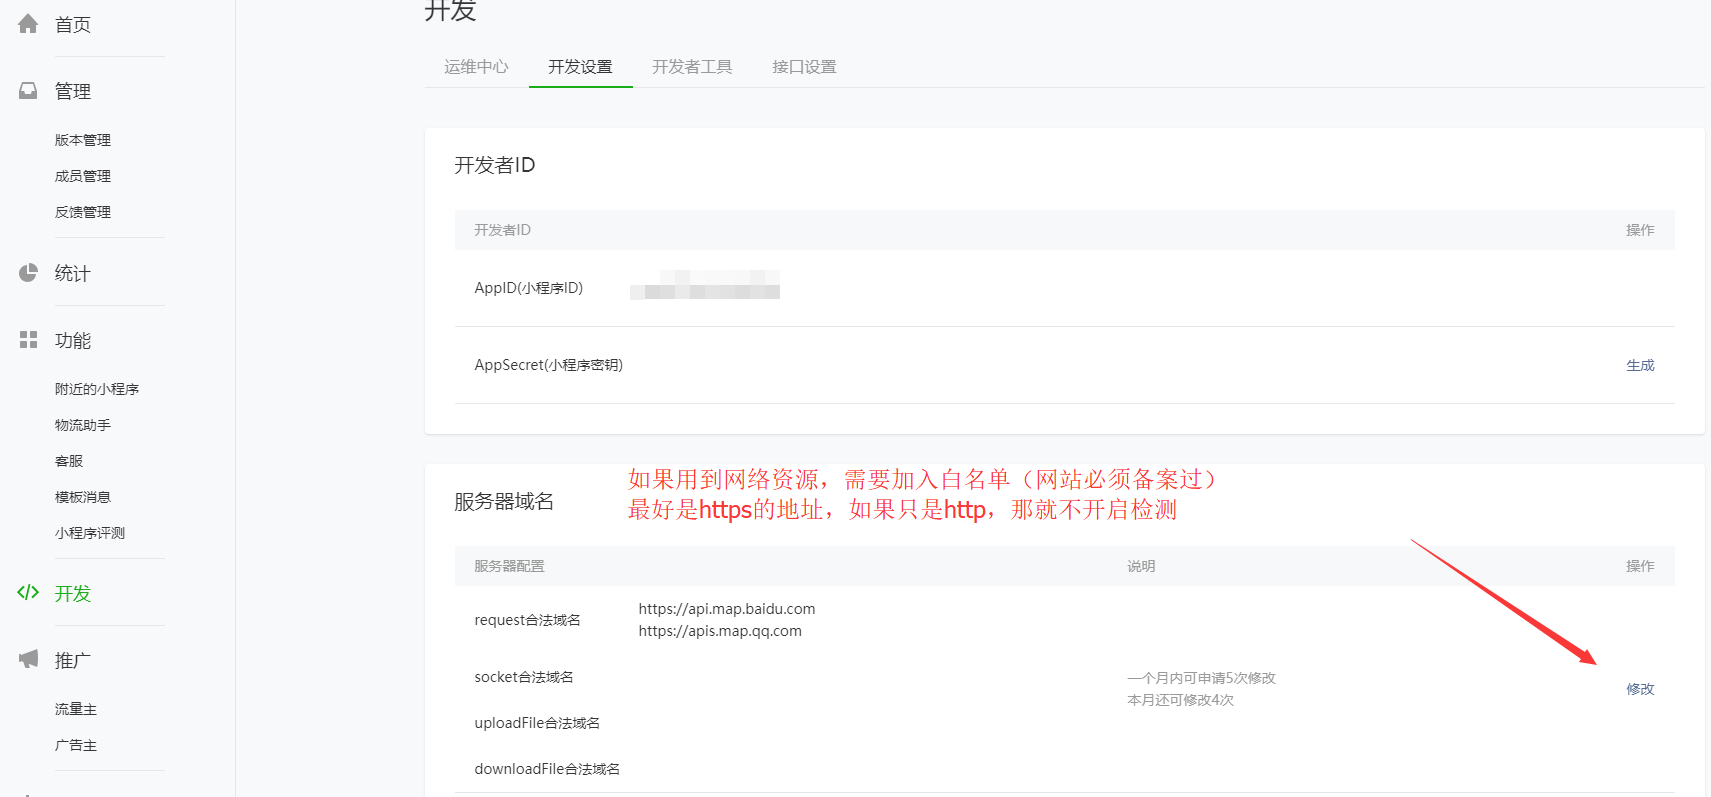 首页
管理
版本管理
成员管理
反馈管理
统计
功能
附近的小程序
物流助手
客服
模板消息
小程序评测
开发
推广
流量主
广告主
开发
运维中心 开发设置 开发者工具 接口设置
开发者ID
开发者ID 操作
AppID(小程序ID)
AppSecret(小程序密钥) 生成
如果用到网络资源，需要加入白名单（网站必须备案过）
最好是https的地址，如果只是http，那就不开启检测
服务器域名
服务器配置 说明 操作
request合法域名
https://api.map.baidu.com
https://apis.map.qq.com
socket合法域名
uploadFile合法域名
downloadFile合法域名
一个月内可申请5次修改
本月还可修改4次
修改